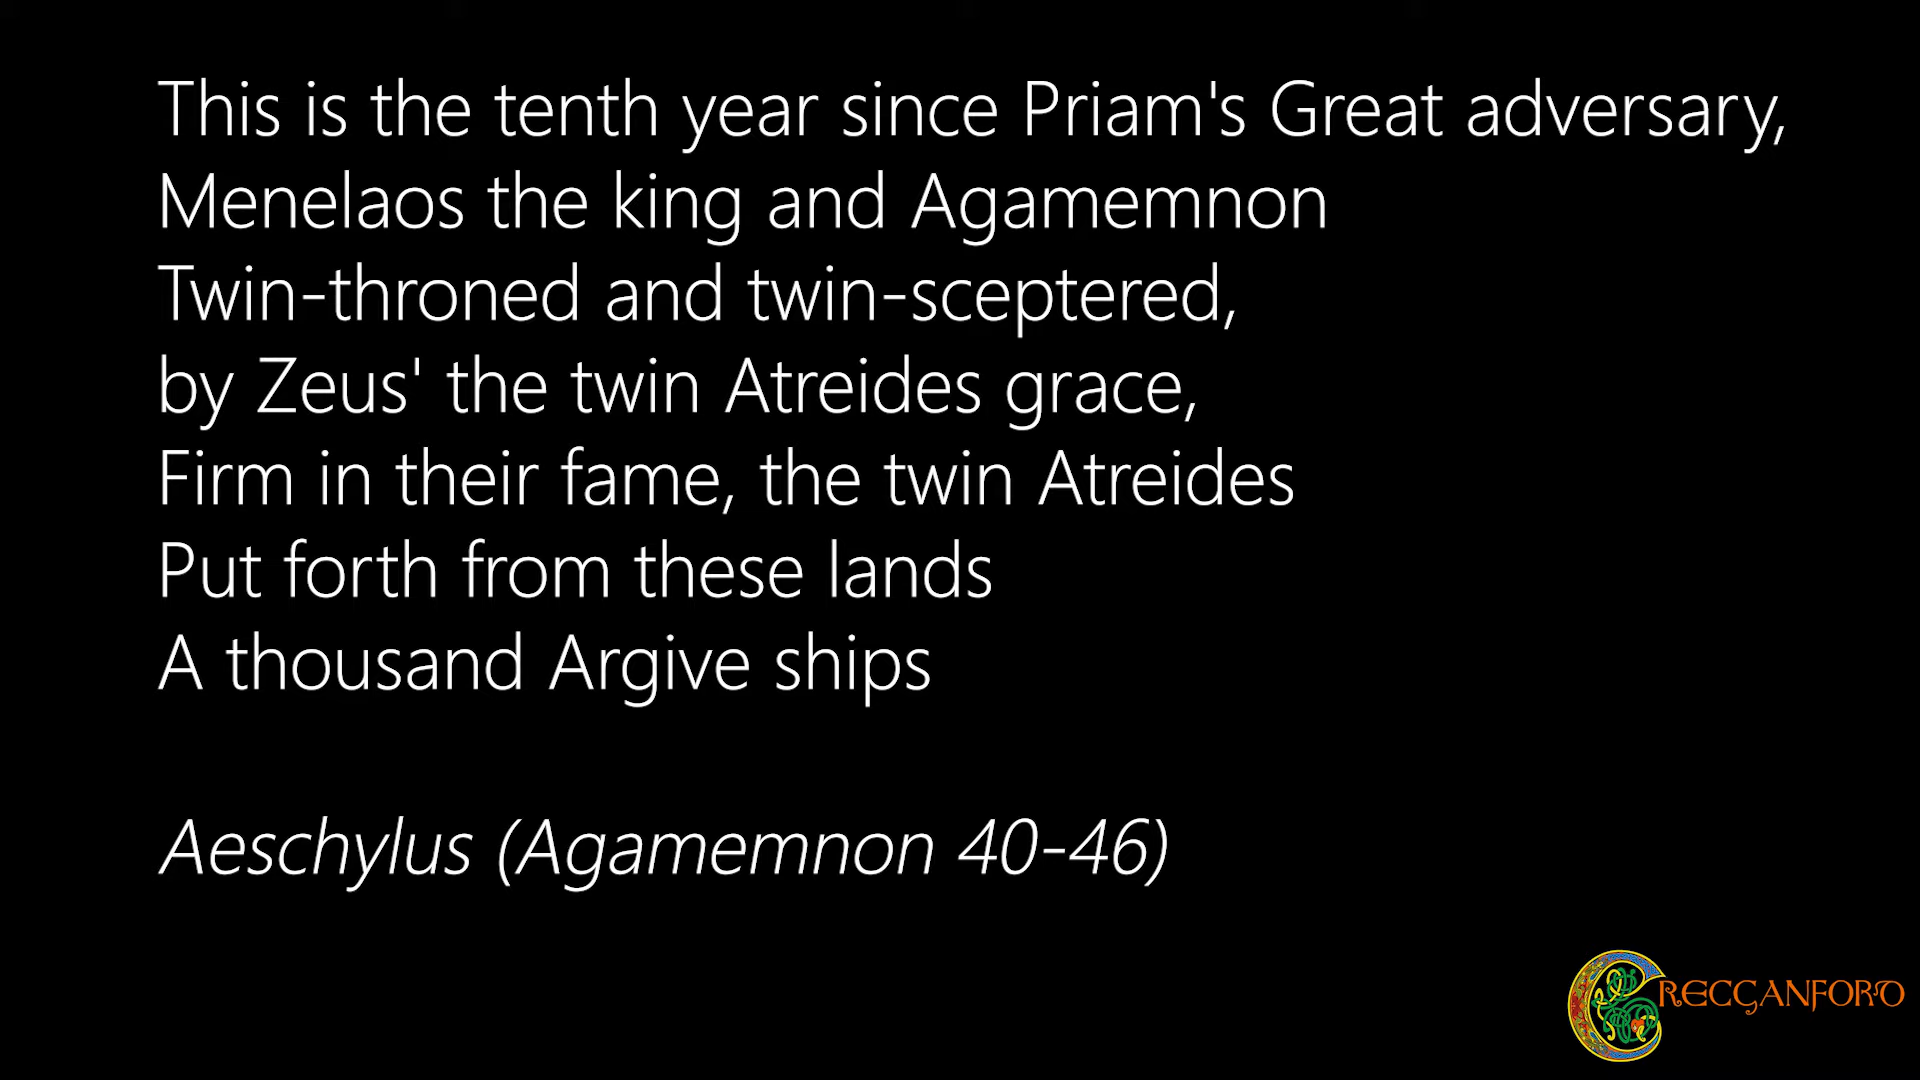 This is the tenth year since Priam's Great adversary,
Menelaos the king and Agamemnon
Twin-throned and twin-sceptered,
by Zeus' the twin Atreides grace,
Firm in their fame, the twin Atreides
Put forth from these lands
A thousand Argive ships
Aeschylus (Agamemnon 40-46)
CRECGANFORD